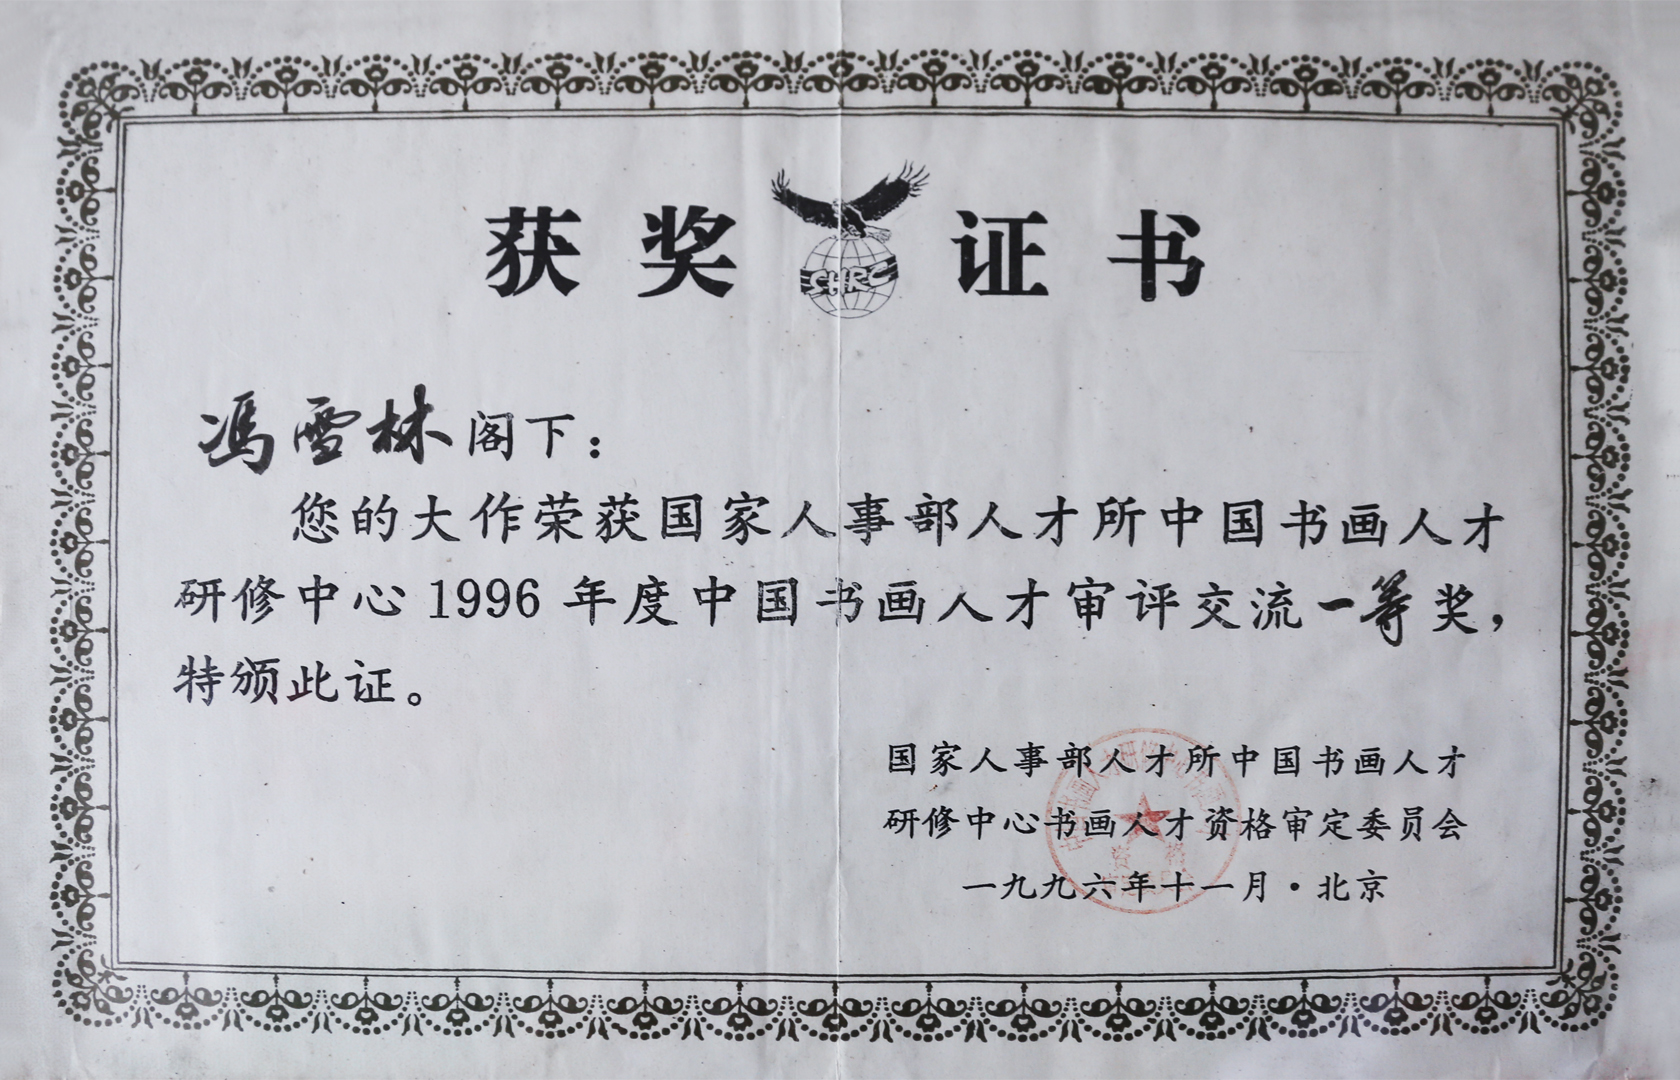 获奖证书
SHRC
冯雪林阁下：
您的大作荣获国家人事部人才所中国书画人才
研修中心1996年度中国书画人才审评交流一等奖，
特颁此证。
国家人事部人才所中国书画人才
研修中心书画人才资格审定委员会
一九九六年十一月·北京